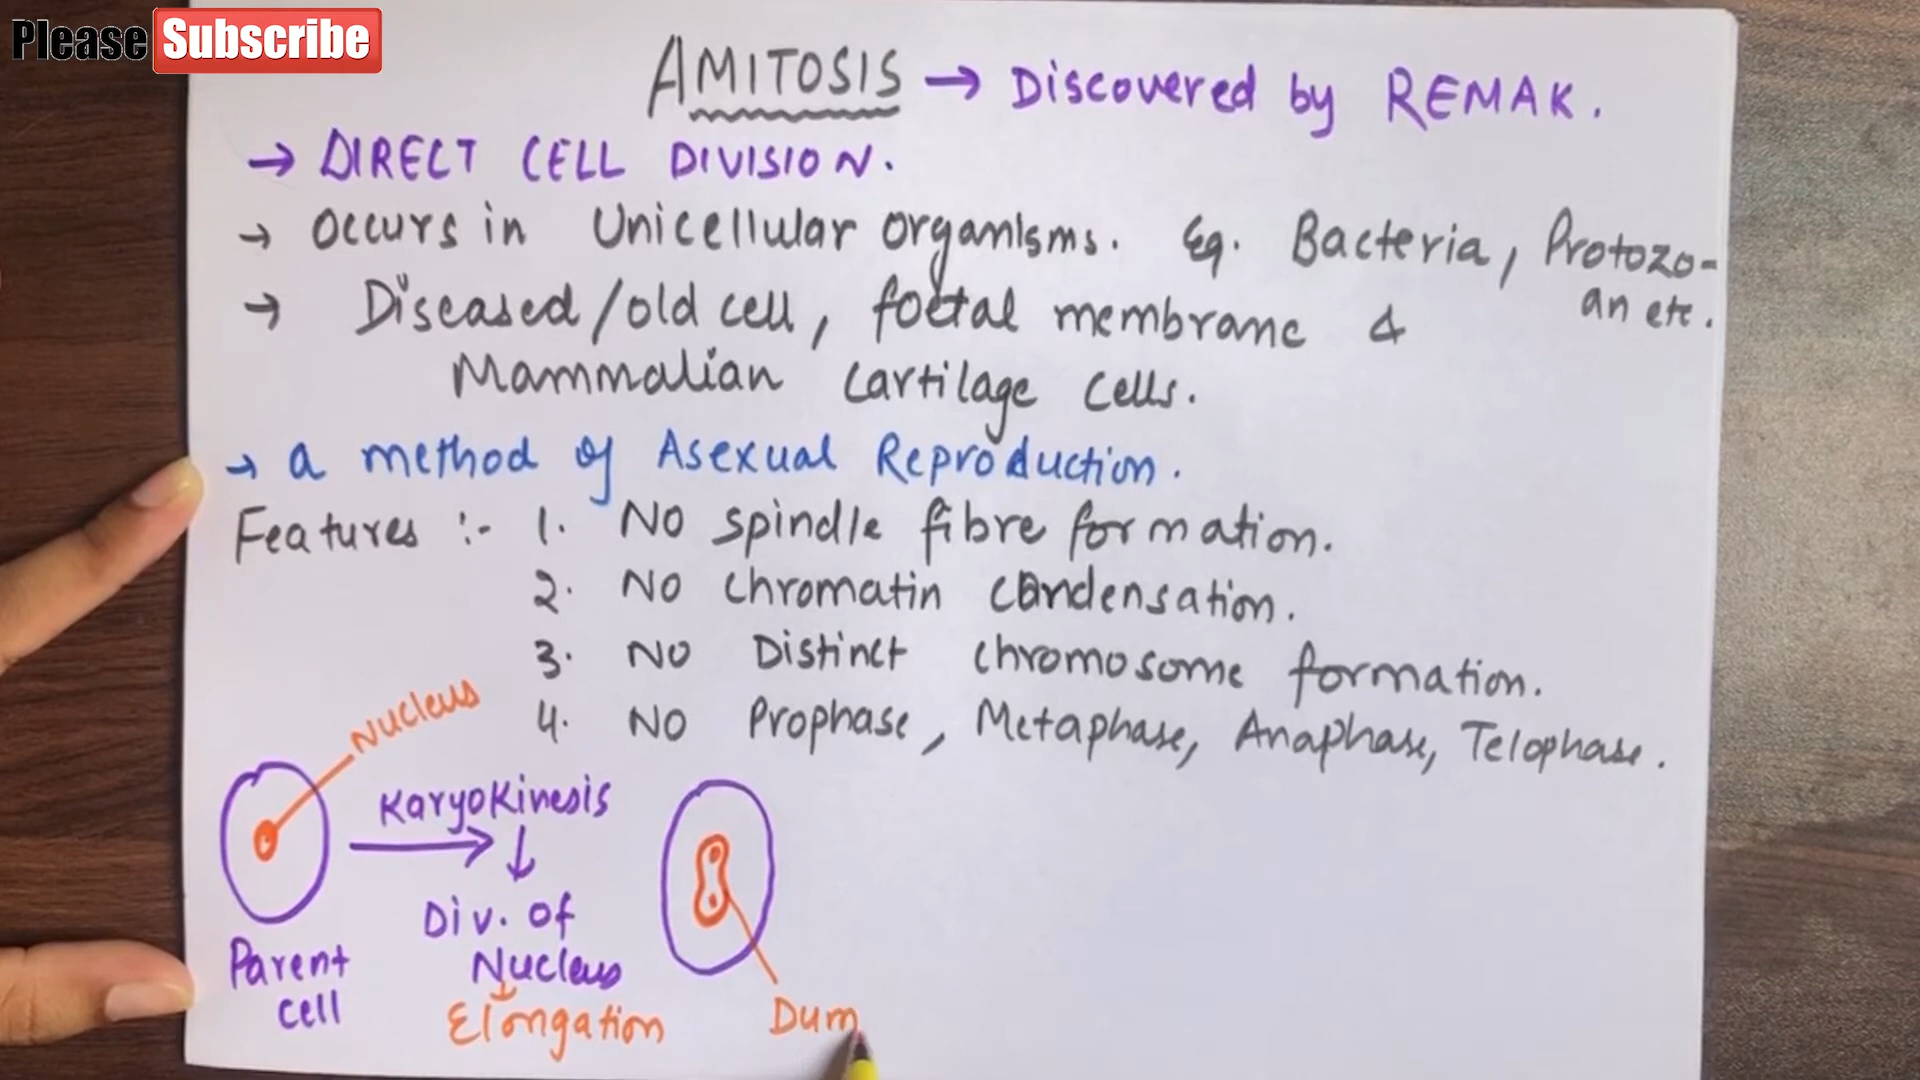 Please Subscribe
AMITOSIS → Discovered by REMAK.
→ DIRECT CELL DIVISION.
→ Occurs in Unicellular organisms. Eg. Bacteria, Protozo-
an etc.
→ Diseased/old cell, foetal membrane &
Mammalian cartilage cells.
→ a method of Asexual Reproduction.
Features :- 1. No spindle fibre formation.
2. No chromatin condensation.
3. No Distinct chromosome formation.
4. No Prophase, Metaphase, Anaphase, Telophase.
Nucleus
Karyokinesis
Div. of
Nucleus
Elongation
Parent
cell
Dum